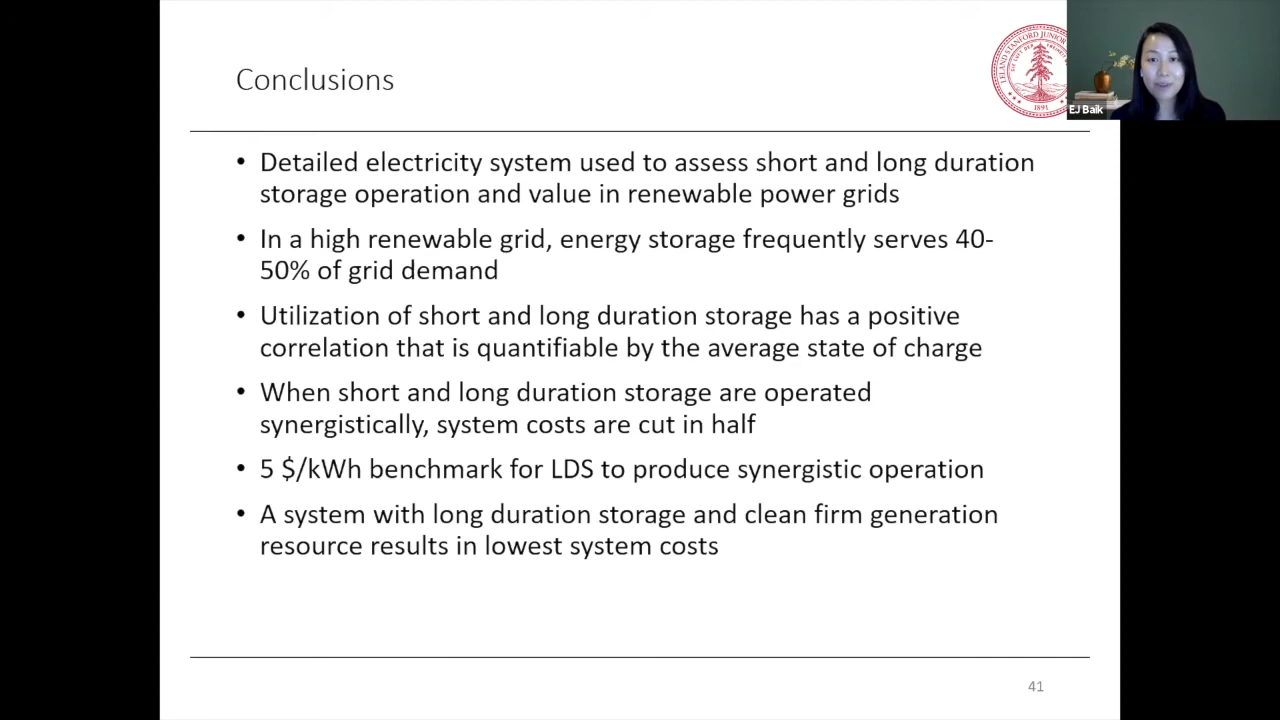 Conclusions
LELAND STANFORD JUNIOR
1891
EJ Baik
• Detailed electricity system used to assess short and long duration
storage operation and value in renewable power grids
• In a high renewable grid, energy storage frequently serves 40-
50% of grid demand
• Utilization of short and long duration storage has a positive
correlation that is quantifiable by the average state of charge
• When short and long duration storage are operated
synergistically, system costs are cut in half
• 5 $/kWh benchmark for LDS to produce synergistic operation
• A system with long duration storage and clean firm generation
resource results in lowest system costs
41